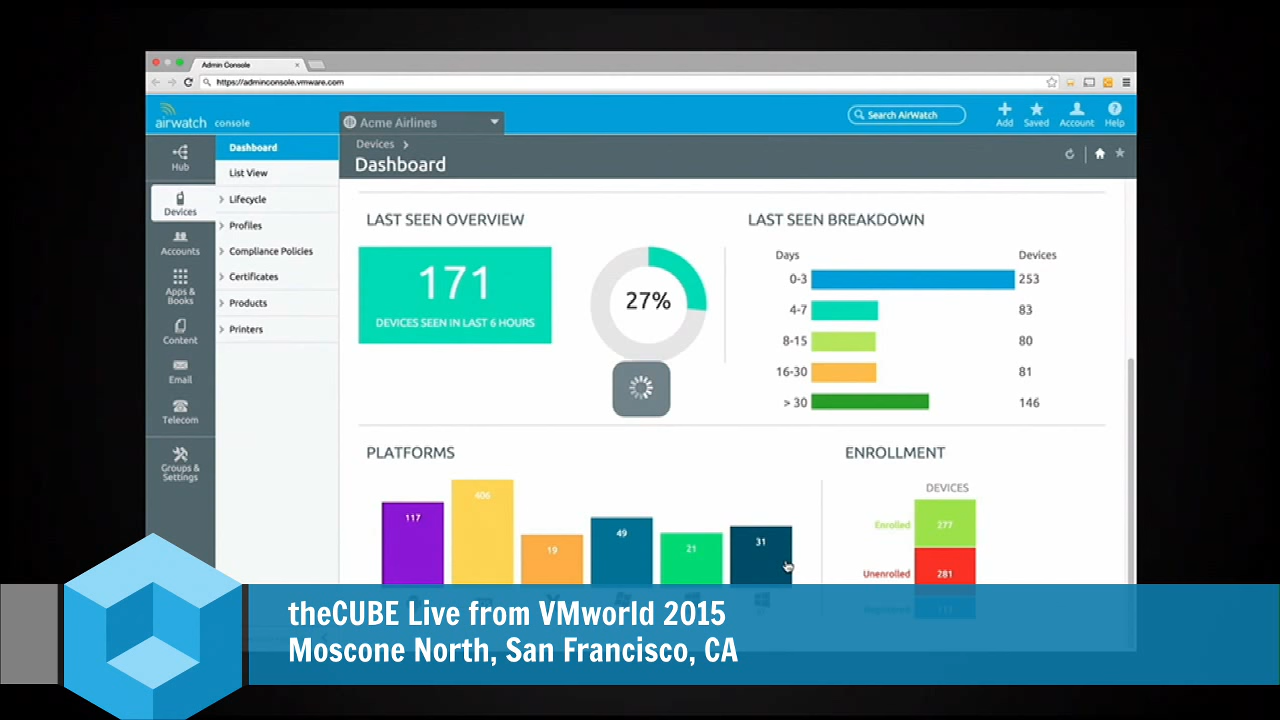 Admin Console
https://adminconsole.vmware.com
airwatch console
Acme Airlines
Search AirWatch
Add
Saved
Account
Help
Hub
Devices
Accounts
Apps &
Books
Content
Email
Telecom
Groups &
Settings
Dashboard
List View
Lifecycle
Profiles
Compliance Policies
Certificates
Products
Printers
Devices
Dashboard
LAST SEEN OVERVIEW
171
DEVICES SEEN IN LAST 6 HOURS
27%
LAST SEEN BREAKDOWN
Days Devices
0-3 253
4-7 83
8-15 80
16-30 81
> 30 146
PLATFORMS
117
406
19
49
21
31
ENROLLMENT
DEVICES
Enrolled 277
Unenrolled 281
theCUBE Live from VMworld 2015
Moscone North, San Francisco, CA